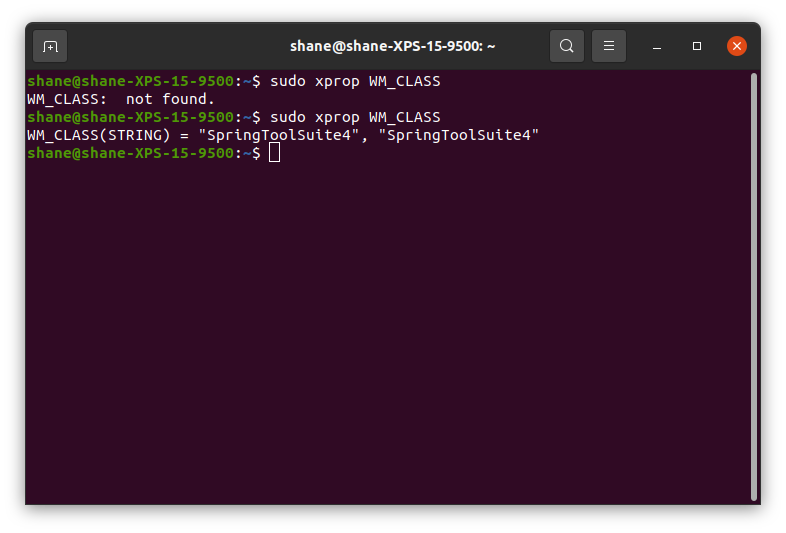 shane@shane-XPS-15-9500: ~
shane@shane-XPS-15-9500:~$ sudo xprop WM_CLASS
WM_CLASS:  not found.
shane@shane-XPS-15-9500:~$ sudo xprop WM_CLASS
WM_CLASS(STRING) = "SpringToolSuite4", "SpringToolSuite4"
shane@shane-XPS-15-9500:~$